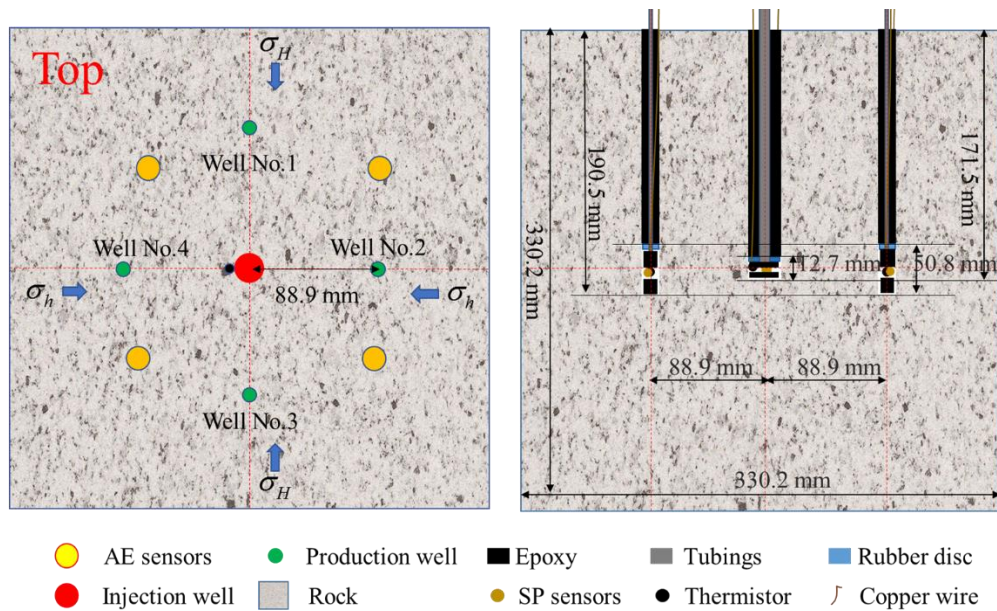 Top
σH
Well No.1
Well No.4
Well No.2
88.9 mm
σh
σh
Well No.3
σH
190.5 mm
171.5 mm
330.2 mm
12.7 mm
50.8 mm
88.9 mm
88.9 mm
330.2 mm
AE sensors
Production well
Epoxy
Tubings
Rubber disc
Injection well
Rock
SP sensors
Thermistor
Copper wire